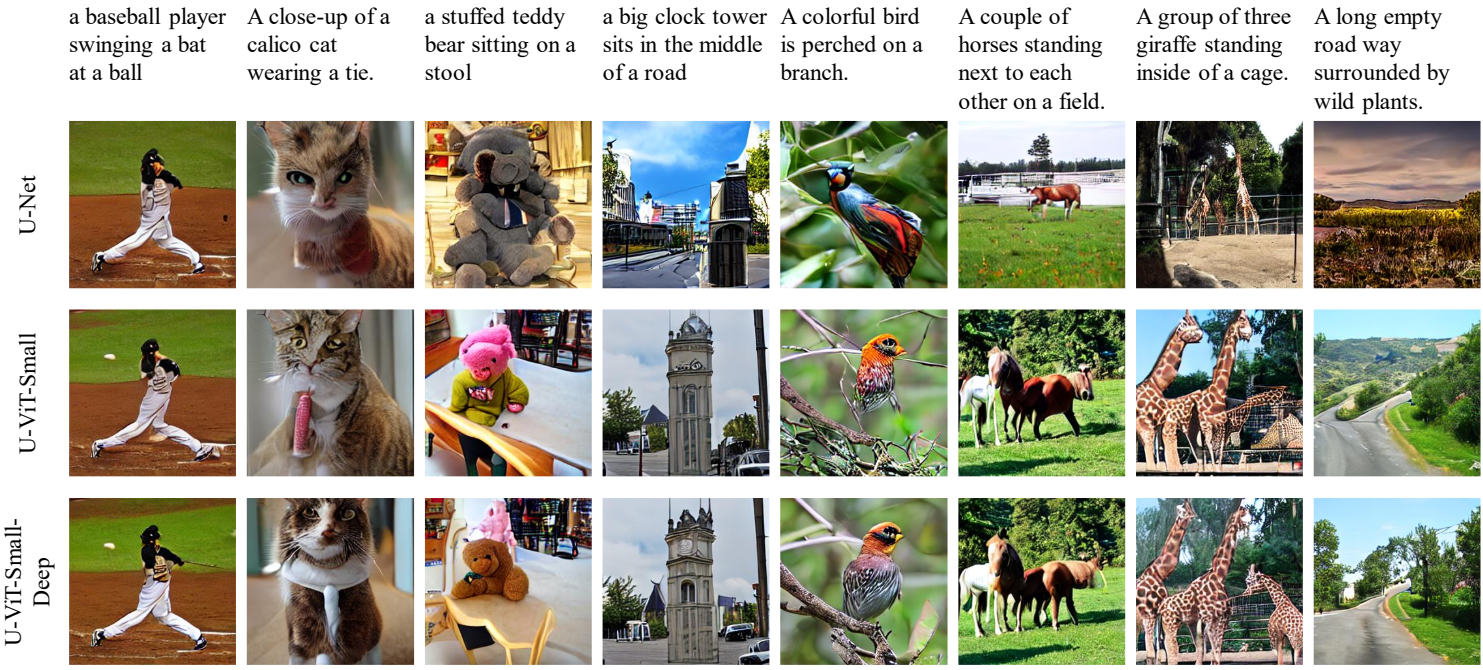 a baseball player
swinging a bat
at a ball
A close-up of a
calico cat
wearing a tie.
a stuffed teddy
bear sitting on a
stool
a big clock tower
sits in the middle
of a road
A colorful bird
is perched on a
branch.
A couple of
horses standing
next to each
other on a field.
A group of three
giraffe standing
inside of a cage.
A long empty
road way
surrounded by
wild plants.
U-Net
U-ViT-Small
U-ViT-Small-
Deep